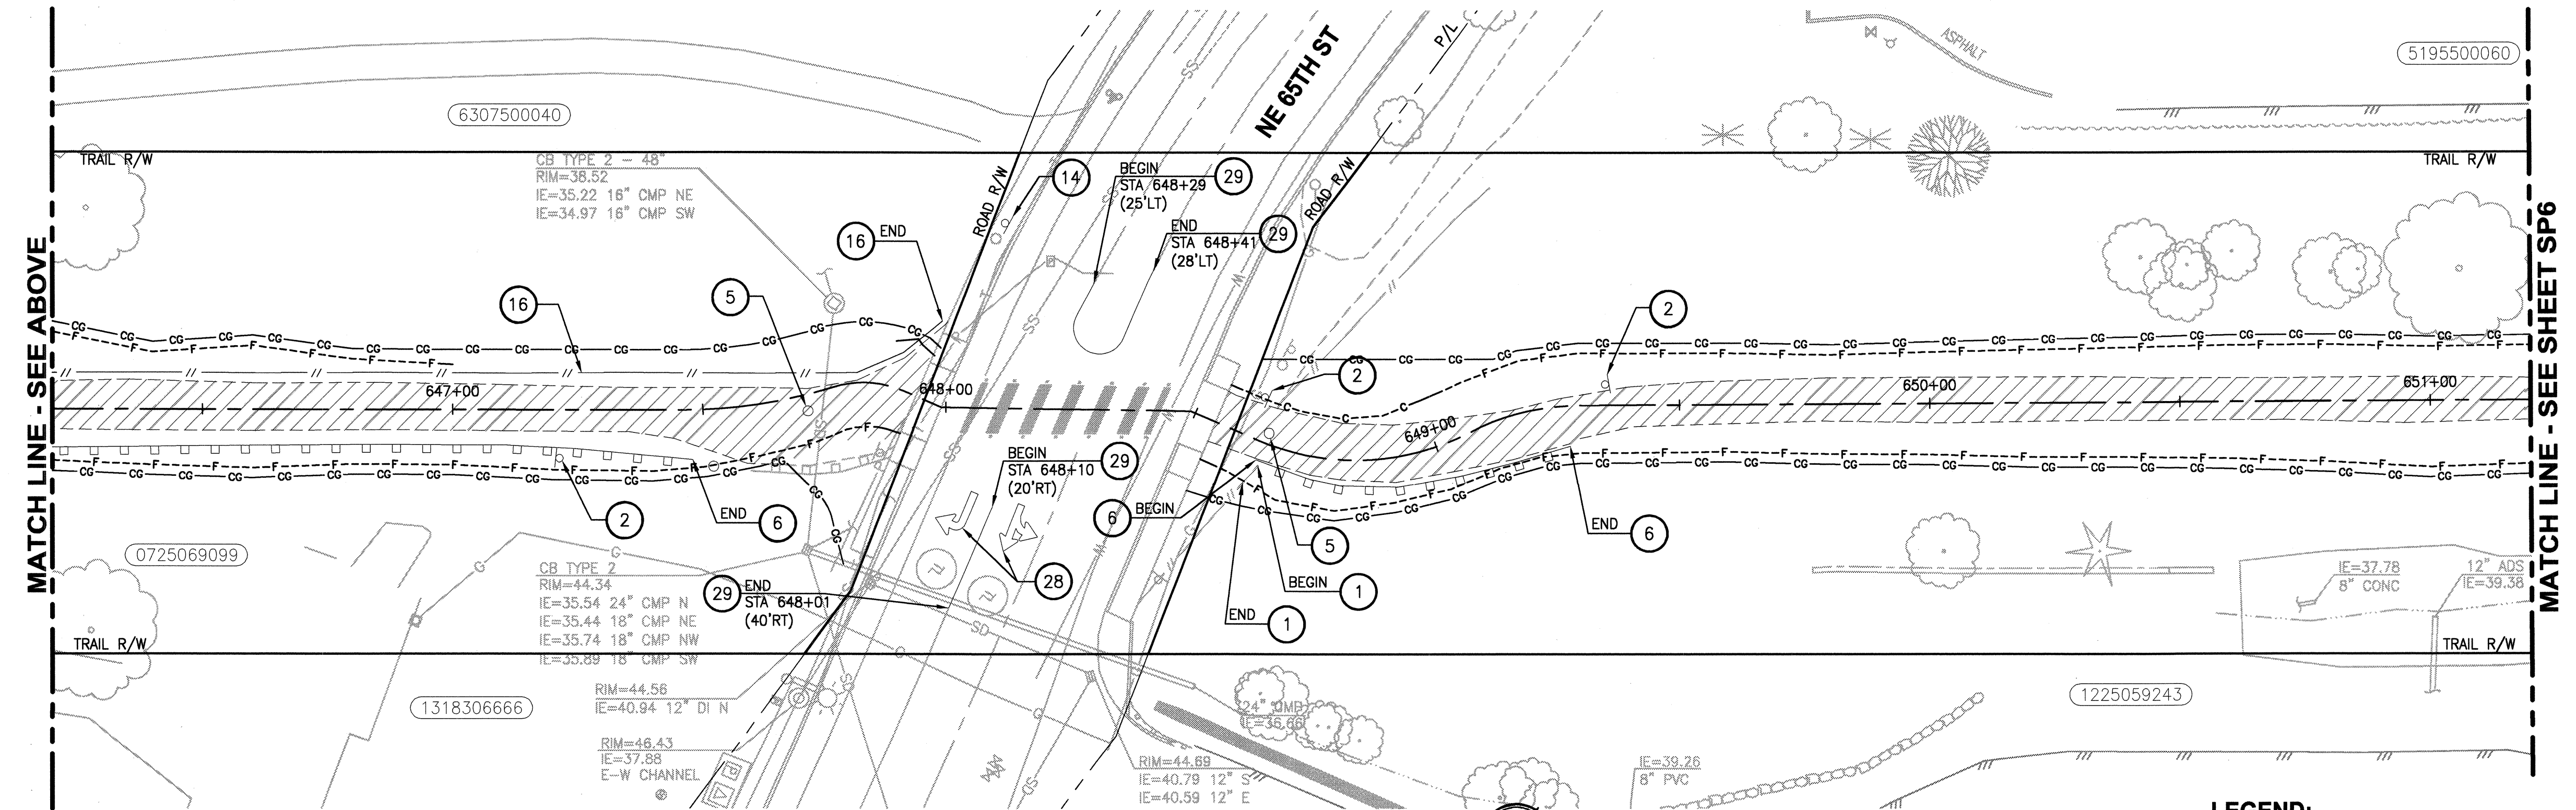 MATCH LINE - SEE ABOVE
6307500040
TRAIL R/W
CB TYPE 2 - 48"
RIM=38.52
IE=35.22 16" CMP NE
IE=34.97 16" CMP SW
NE 65TH ST
P/L
ASPHALT
5195500060
TRAIL R/W
ROAD R/W
14
BEGIN
STA 648+29
(25'LT)
29
END
STA 648+41
(28'LT)
29
ROAD R/W
16
END
16
5
2
2
647+00
648+00
649+00
650+00
651+00
BEGIN
STA 648+10
(20'RT)
29
2
END
6
BEGIN
6
5
BEGIN
1
END
1
END
6
28
29
END
STA 648+01
(40'RT)
0725069099
CB TYPE 2
RIM=44.34
IE=35.54 24" CMP N
IE=35.44 18" CMP NE
IE=35.74 18" CMP NW
IE=35.89 18" CMP SW
TRAIL R/W
IE=37.78
8" CONC
12" ADS
IE=39.38
TRAIL R/W
1318306666
RIM=44.56
IE=40.94 12" DI N
RIM=46.43
IE=37.88
E-W CHANNEL
24" CMP
IE=36.66
RIM=44.69
IE=40.79 12" S
IE=40.59 12" E
IE=39.26
8" PVC
1225059243
MATCH LINE - SEE SHEET SP6
LEGEND: